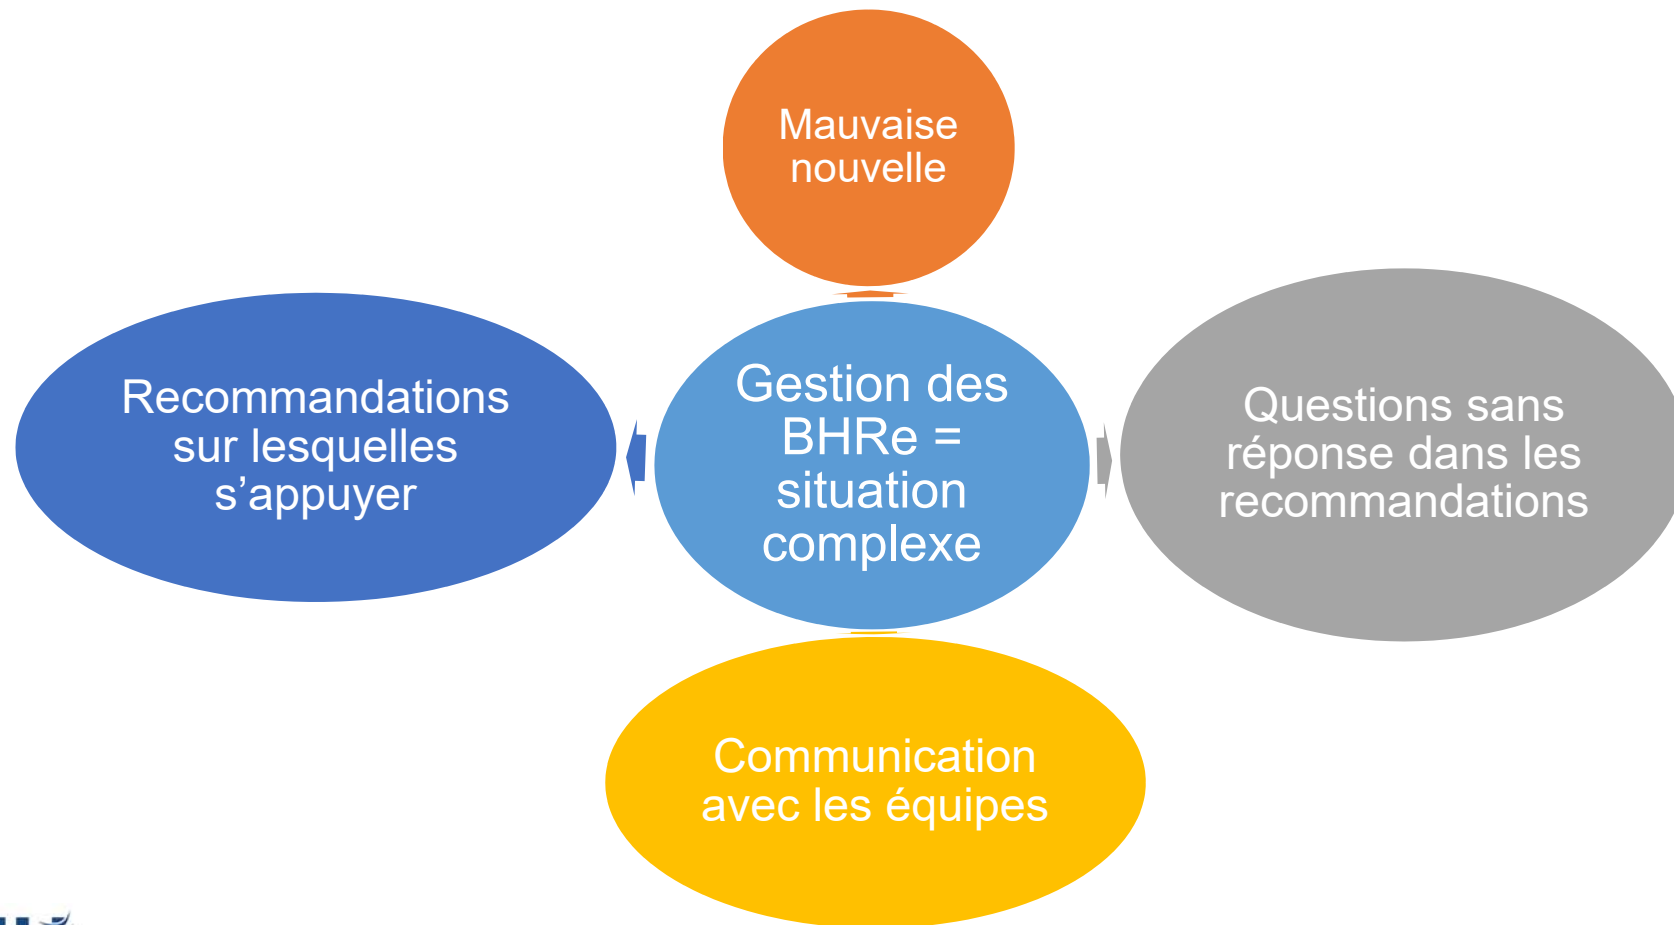 Mauvaise
nouvelle
Recommandations
sur lesquelles
s’appuyer
Gestion des
BHRe =
situation
complexe
Questions sans
réponse dans les
recommandations
Communication
avec les équipes